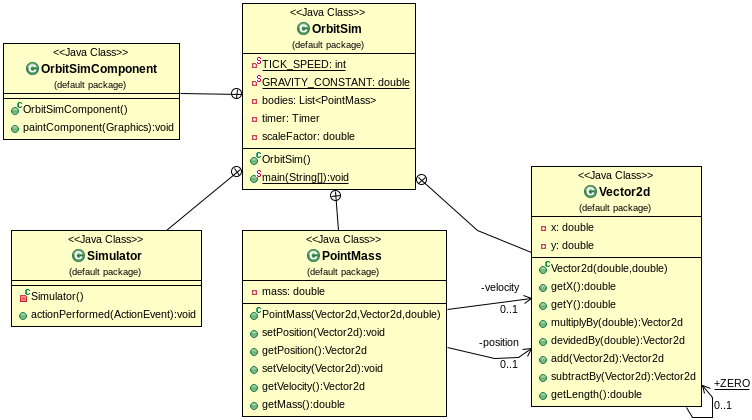 <<Java Class>>
OrbitSim
(default package)
TICK_SPEED: int
GRAVITY_CONSTANT: double
bodies: List<PointMass>
timer: Timer
scaleFactor: double
OrbitSim()
main(String[]):void
<<Java Class>>
OrbitSimComponent
(default package)
OrbitSimComponent()
paintComponent(Graphics):void
<<Java Class>>
Simulator
(default package)
Simulator()
actionPerformed(ActionEvent):void
<<Java Class>>
PointMass
(default package)
mass: double
PointMass(Vector2d,Vector2d,double)
setPosition(Vector2d):void
getPosition():Vector2d
setVelocity(Vector2d):void
getVelocity():Vector2d
getMass():double
-velocity
0..1
-position
0..1
<<Java Class>>
Vector2d
(default package)
x: double
y: double
Vector2d(double,double)
getX():double
getY():double
multiplyBy(double):Vector2d
devidedBy(double):Vector2d
add(Vector2d):Vector2d
subtractBy(Vector2d):Vector2d
getLength():double
+ZERO
0..1